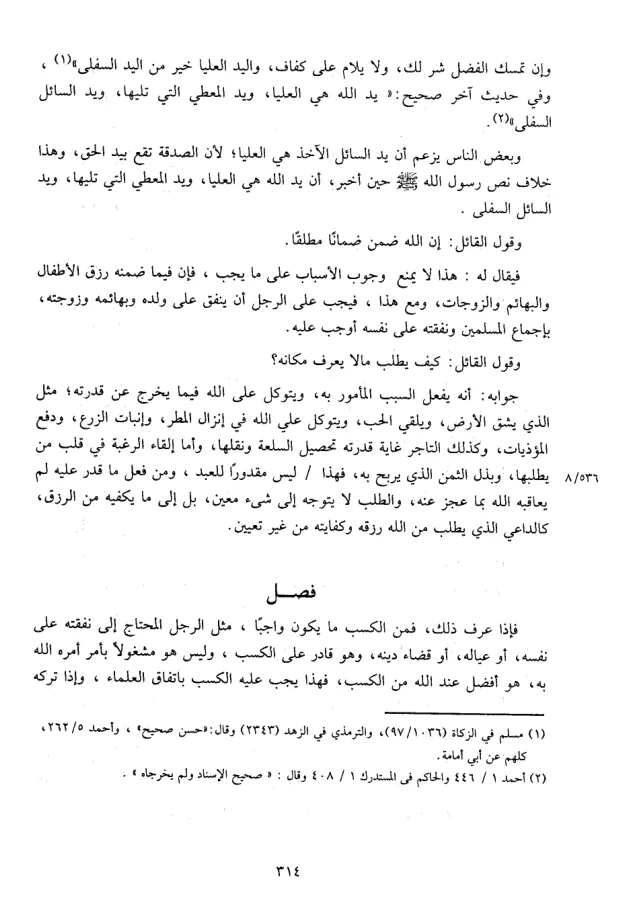 وإن تمسك الفضل شر لك، ولا يلام على كفاف، واليد العليا خير من اليد السفلى»(١) ،
وفي حديث آخر صحيح: « يد الله هي العليا، ويد المعطي التي تليها، ويد السائل
السفلى»(٢).
وبعض الناس يزعم أن يد السائل الآخذ هي العليا؛ لأن الصدقة تقع بيد الحق، وهذا
خلاف نص رسول الله ﷺ حين أخبر، أن يد الله هي العليا، ويد المعطي التي تليها، ويد
السائل السفلى .
وقول القائل: إن الله ضمن ضمانًا مطلقًا.
فيقال له : هذا لا يمنع وجوب الأسباب على ما يجب ، فإن فيما ضمنه رزق الأطفال
والبهائم والزوجات، ومع هذا ، فيجب على الرجل أن ينفق على ولده وبهائمه وزوجته،
بإجماع المسلمين ونفقته على نفسه أوجب عليه.
وقول القائل: كيف يطلب مالا يعرف مكانه؟
جوابه: أنه يفعل السبب المأمور به، ويتوكل على الله فيما يخرج عن قدرته؛ مثل
الذي يشق الأرض، ويلقي الحب، ويتوكل علي الله في إنزال المطر، وإنبات الزرع، ودفع
المؤذيات، وكذلك التاجر غاية قدرته تحصيل السلعة ونقلها، وأما إلقاء الرغبة في قلب من
٨/٥٣٦ يطلبها، وبذل الثمن الذي يربح به، فهذا / ليس مقدورًا للعبد ، ومن فعل ما قدر عليه لم
يعاقبه الله بما عجز عنه، والطلب لا يتوجه إلى شىء معين، بل إلى ما يكفيه من الرزق،
كالداعي الذي يطلب من الله رزقه وكفايته من غير تعيين.
فصــل
فإذا عرف ذلك، فمن الكسب ما يكون واجبًا ، مثل الرجل المحتاج إلى نفقته على
نفسه، أو عياله، أو قضاء دينه، وهو قادر على الكسب ، وليس هو مشغولاً بأمر أمره الله
به، هو أفضل عند الله من الكسب، فهذا يجب عليه الكسب باتفاق العلماء ، وإذا تركه
(١) مسلم في الزكاة (٩٧/١٠٣٦)، والترمذي في الزهد (٢٣٤٣) وقال: «حسن صحيح» ، وأحمد ٢٦٢/٥،
كلهم عن أبي أمامة.
(٢) أحمد ١ / ٤٤٦ والحاكم فى المستدرك ١ / ٤٠٨ وقال : « صحيح الإسناد ولم يخرجاه » .
٣١٤